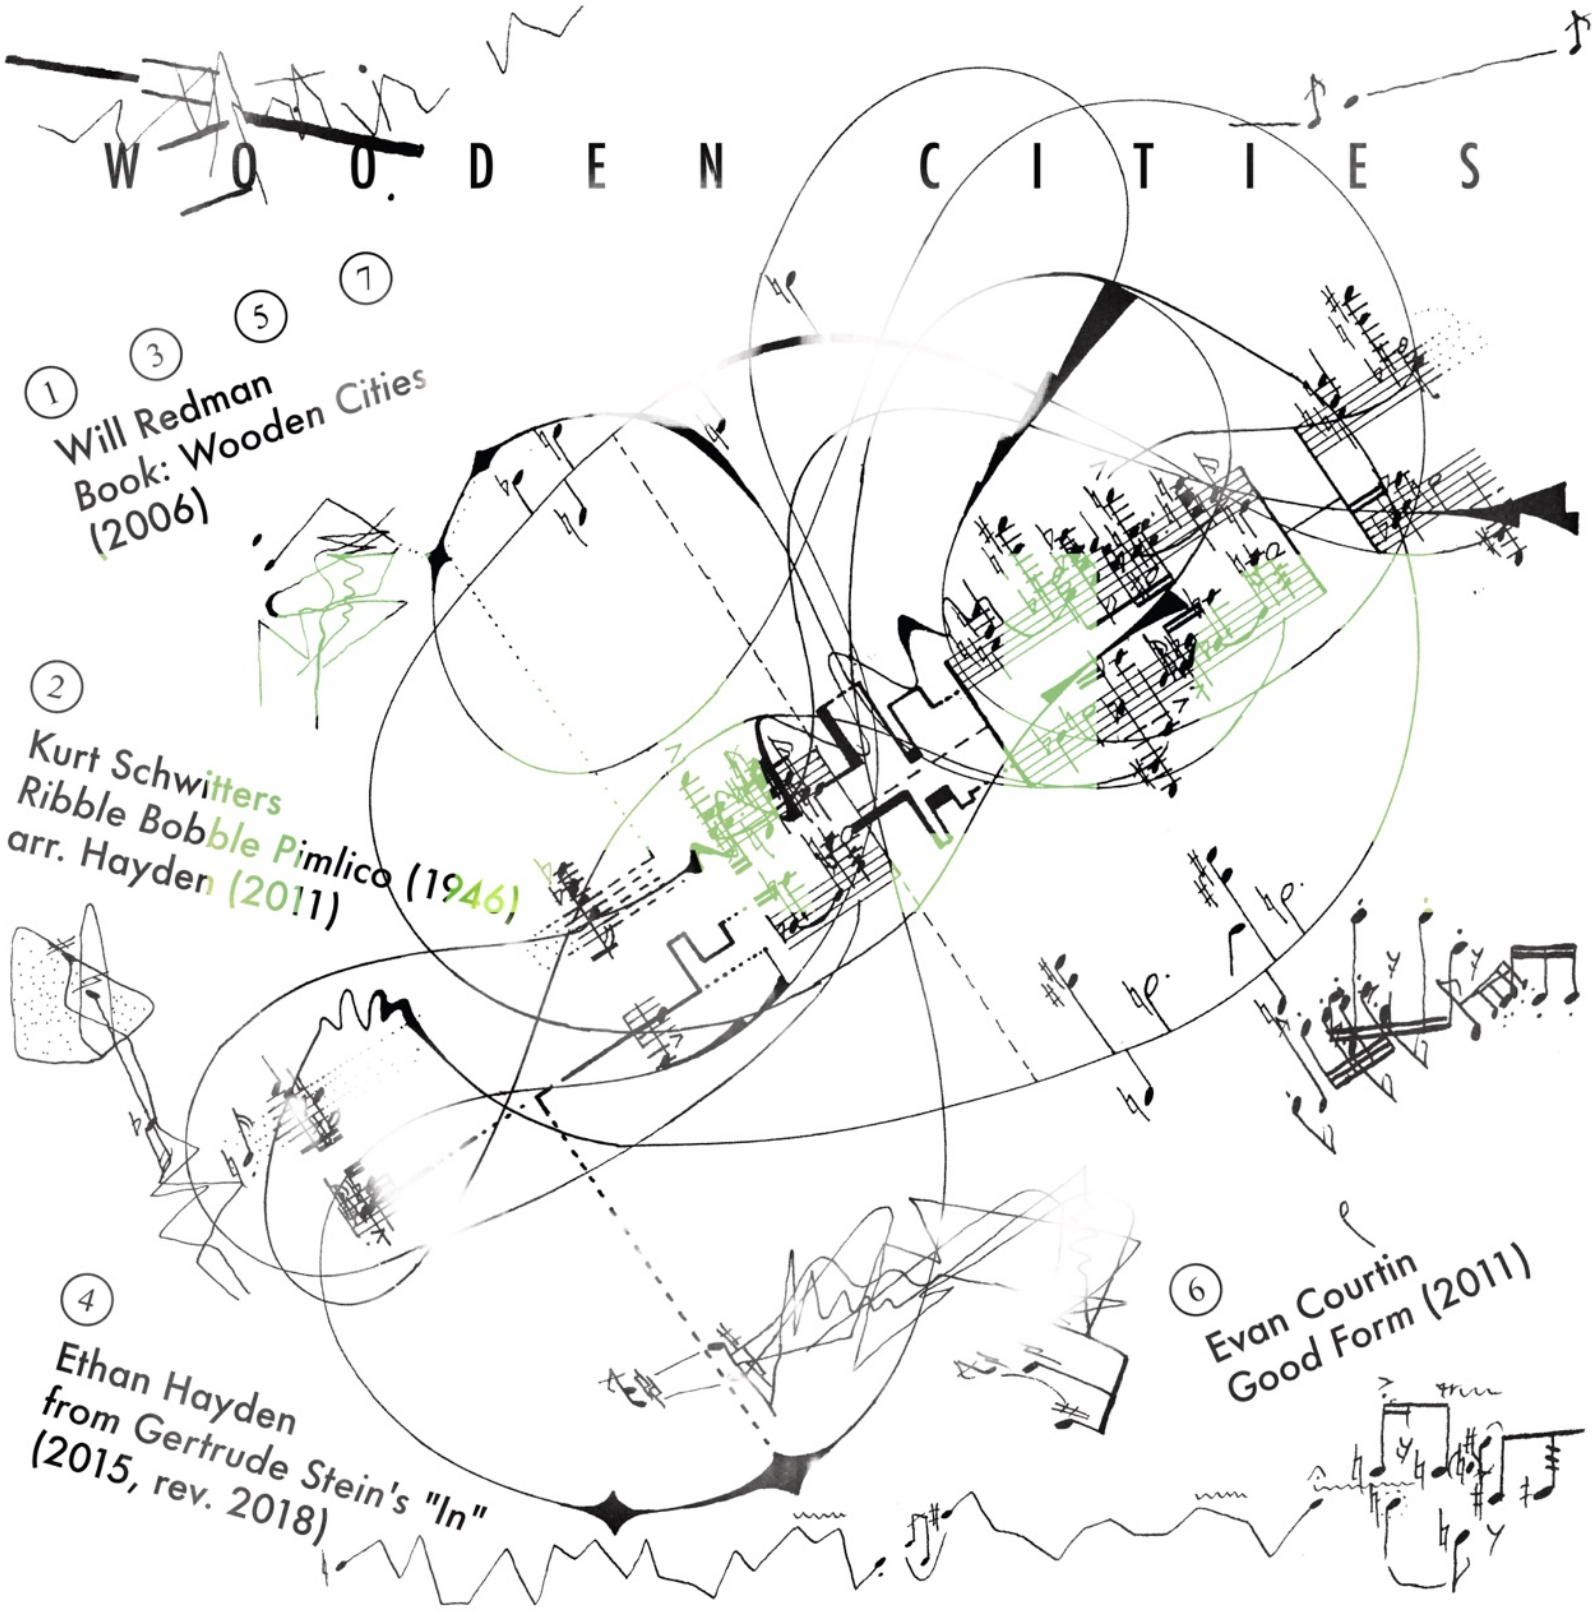 WOODEN CITIES
1 3 5 7
Will Redman
Book: Wooden Cities
(2006)
2
Kurt Schwitters
Ribble Bobble Pimlico (1946)
arr. Hayden (2011)
4
Ethan Hayden
from Gertrude Stein's "In"
(2015, rev. 2018)
6
Evan Courtin
Good Form (2011)